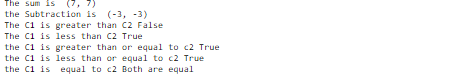 The sum is  (7, 7)
the Subtraction is  (-3, -3)
The C1 is greater than C2 False
The C1 is less than C2 True
the C1 is greater than or equal to c2 True
the C1 is less than or equal to c2 True
the C1 is  equal to c2 Both are equal